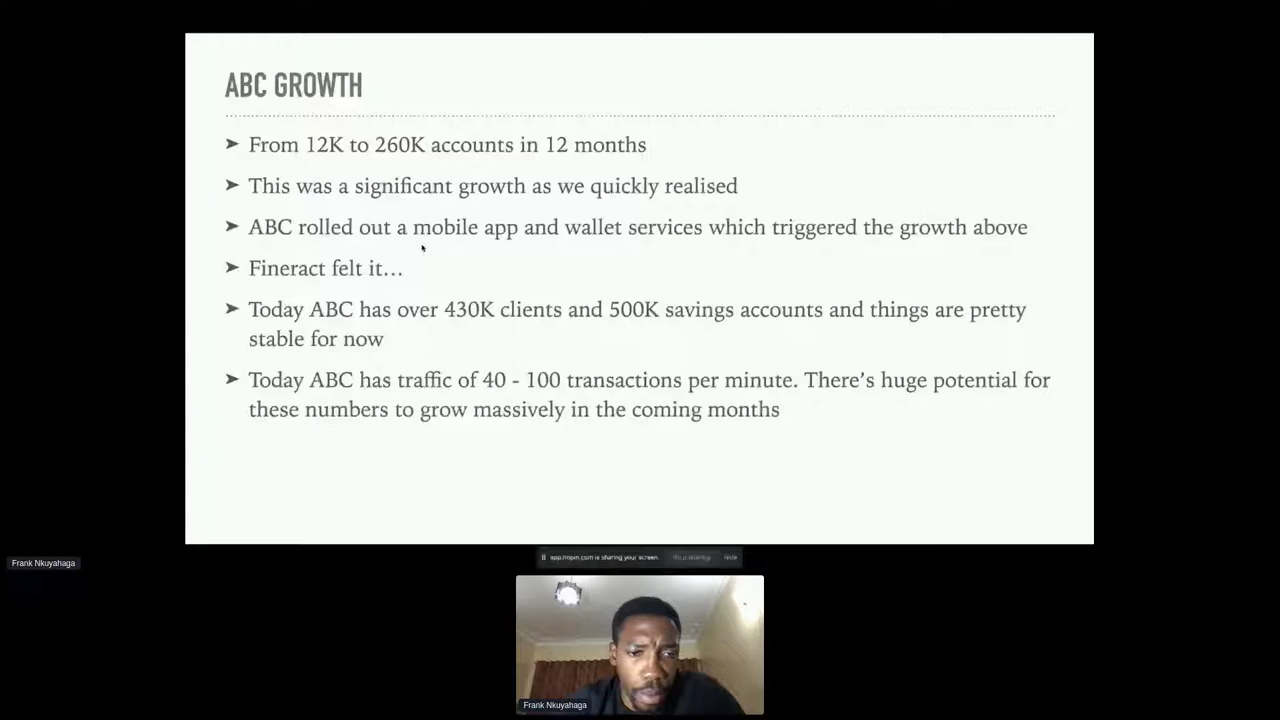 ABC GROWTH
➤ From 12K to 260K accounts in 12 months
➤ This was a significant growth as we quickly realised
➤ ABC rolled out a mobile app and wallet services which triggered the growth above
➤ Fineract felt it…
➤ Today ABC has over 430K clients and 500K savings accounts and things are pretty
stable for now
➤ Today ABC has traffic of 40 - 100 transactions per minute. There’s huge potential for
these numbers to grow massively in the coming months
Frank Nkuyahaga
app.hopin.com is sharing your screen.
Frank Nkuyahaga